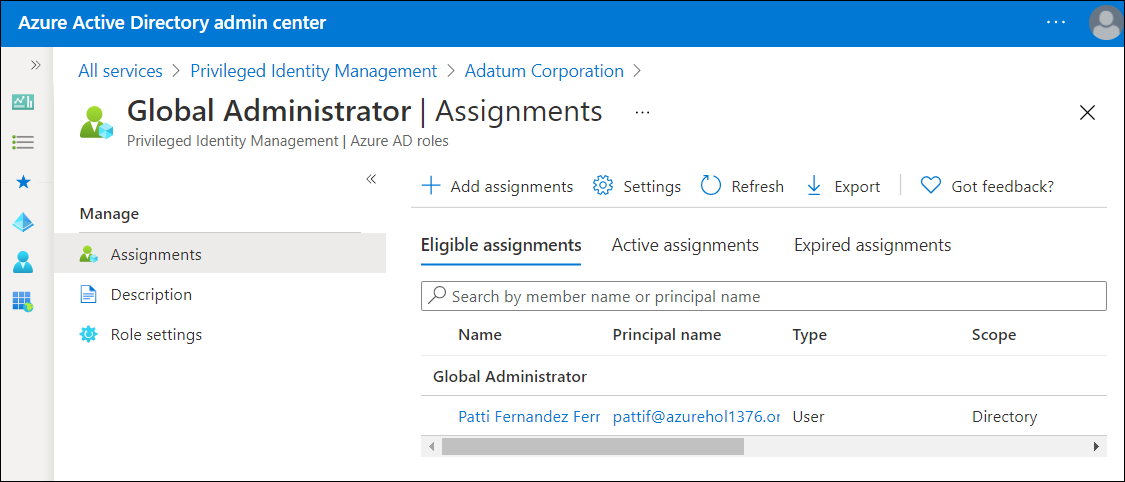 Azure Active Directory admin center
All services > Privileged Identity Management > Adatum Corporation >
Global Administrator | Assignments ...
Privileged Identity Management | Azure AD roles
Add assignments Settings Refresh Export Got feedback?
Manage
Assignments
Description
Role settings
Eligible assignments Active assignments Expired assignments
Search by member name or principal name
Name Principal name Type Scope
Global Administrator
Patti Fernandez Ferr pattif@azurehol1376.or User Directory